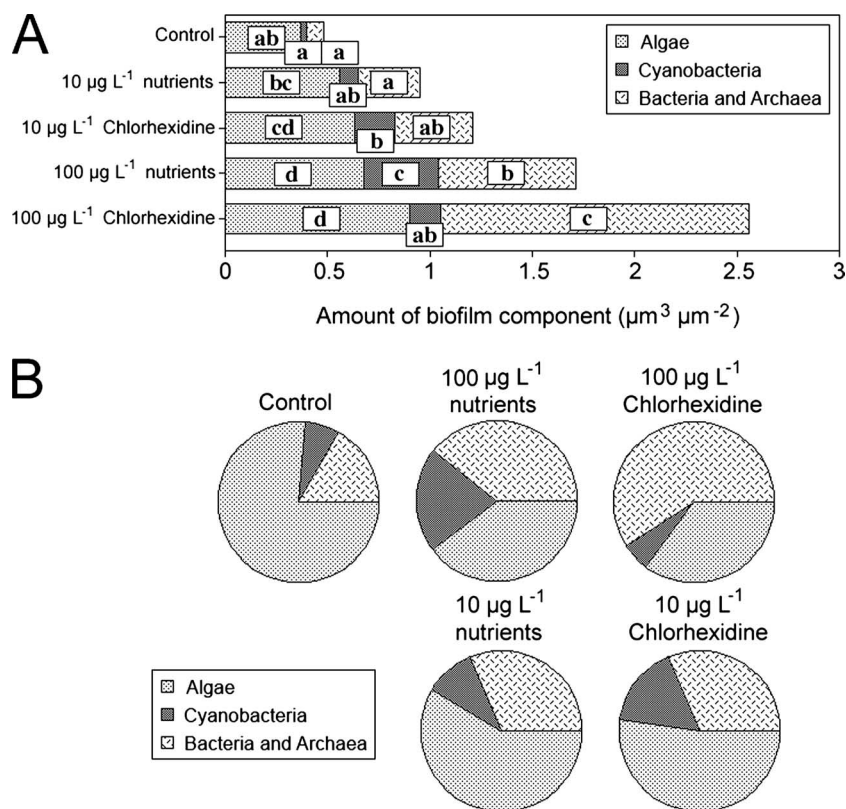 A
Control
ab
a
a
10 µg L⁻¹ nutrients
bc
ab
a
10 µg L⁻¹ Chlorhexidine
cd
b
ab
100 µg L⁻¹ nutrients
d
c
b
100 µg L⁻¹ Chlorhexidine
d
ab
c
Algae
Cyanobacteria
Bacteria and Archaea
0 0.5 1 1.5 2 2.5 3
Amount of biofilm component (µm³ µm⁻²)
B
Control
100 µg L⁻¹
nutrients
100 µg L⁻¹
Chlorhexidine
10 µg L⁻¹
nutrients
10 µg L⁻¹
Chlorhexidine
Algae
Cyanobacteria
Bacteria and Archaea